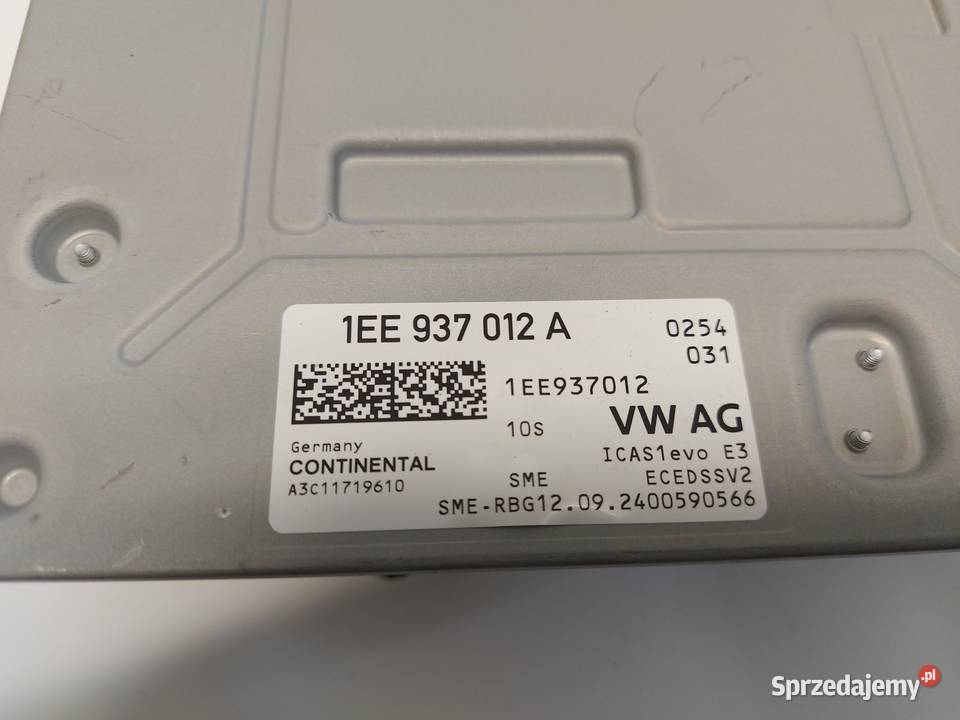 1EE 937 012 A
0254
031
1EE937012
10S
VW AG
Germany
ICAS1evo E3
CONTINENTAL
SME
ECEDSSV2
A3C11719610
SME-RBG12.09.2400590566
Sprzedajemy.pl